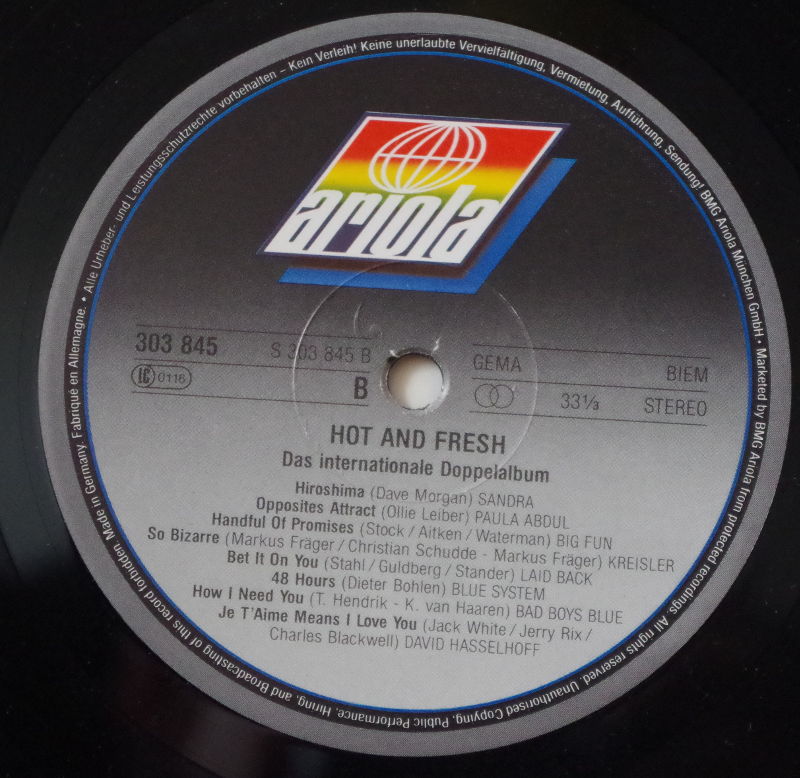 Alle Urheber- und Leistungsschutzrechte vorbehalten – Kein Verleih! Keine unerlaubte Vervielfältigung, Vermietung, Aufführung, Sendung! BMG Ariola München GmbH • Marketed by BMG Ariola from protected recordings. All rights reserved. Unauthorised Copying, Public Performance, Hiring, and Broadcasting of this record forbidden. Made in Germany. Fabriqué en Allemagne. •
ariola
303 845 S 303 845 B
LC 0116 B
GEMA BIEM
33⅓ STEREO
HOT AND FRESH
Das internationale Doppelalbum
Hiroshima (Dave Morgan) SANDRA
Opposites Attract (Ollie Leiber) PAULA ABDUL
Handful Of Promises (Stock / Aitken / Waterman) BIG FUN
So Bizarre (Markus Fräger / Christian Schudde - Markus Fräger) KREISLER
Bet It On You (Stahl / Guldberg / Stander) LAID BACK
48 Hours (Dieter Bohlen) BLUE SYSTEM
How I Need You (T. Hendrik - K. van Haaren) BAD BOYS BLUE
Je T'Aime Means I Love You (Jack White / Jerry Rix /
Charles Blackwell) DAVID HASSELHOFF